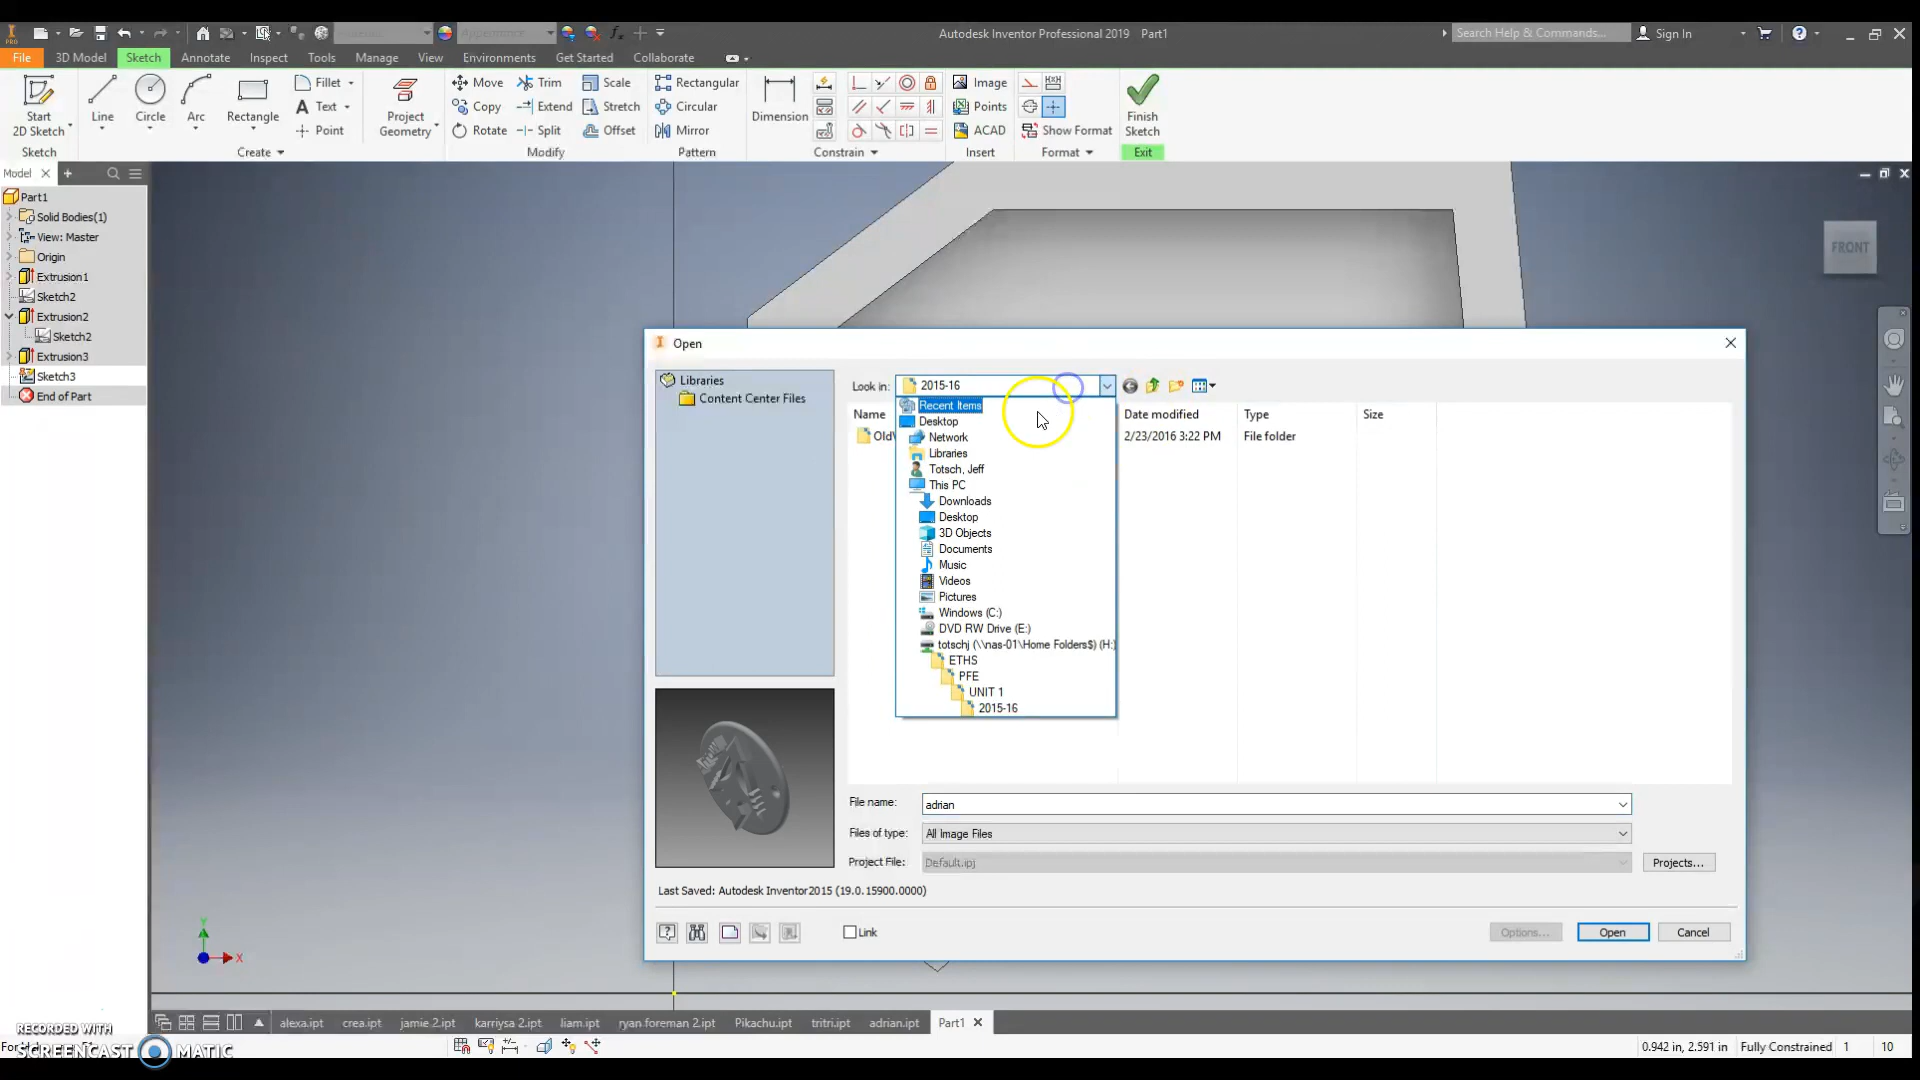 Autodesk Inventor Professional 2019 Part1
Search Help & Commands...
Sign In
File 3D Model Sketch Annotate Inspect Tools Manage View Environments Get Started Collaborate
Start 2D Sketch
Line
Circle
Arc
Rectangle
Fillet
Text
Point
Project Geometry
Move
Copy
Rotate
Trim
Extend
Split
Scale
Stretch
Offset
Rectangular
Circular
Mirror
Dimension
Image
Points
ACAD
Show Format
Finish Sketch
Sketch
Create
Modify
Pattern
Constrain
Insert
Format
Exit
Model
Part1
Solid Bodies(1)
View: Master
Origin
Extrusion1
Sketch2
Extrusion2
Sketch2
Extrusion3
Sketch3
End of Part
FRONT
Open
Libraries
Content Center Files
Look in: 2015-16
Name
Date modified
Type
Size
2/23/2016 3:22 PM
File folder
Recent Items
Desktop
Network
Libraries
Totsch, Jeff
This PC
Downloads
Desktop
3D Objects
Documents
Music
Videos
Pictures
Windows (C:)
DVD RW Drive (E:)
totschj (\\nas-01\Home Folders$) (H:)
ETHS
PFE
UNIT 1
2015-16
File name: adrian
Files of type: All Image Files
Project File: Default.ipj
Projects...
Last Saved: Autodesk Inventor2015 (19.0.15900.0000)
Link
Options...
Open
Cancel
Y
X
alexa.ipt crea.ipt jamie 2.ipt karriysa 2.ipt liam.ipt ryan foreman 2.ipt Pikachu.ipt tritri.ipt adrian.ipt Part1
RECORDED WITH
SCREENCAST MATIC
0.942 in, 2.591 in Fully Constrained 1 10